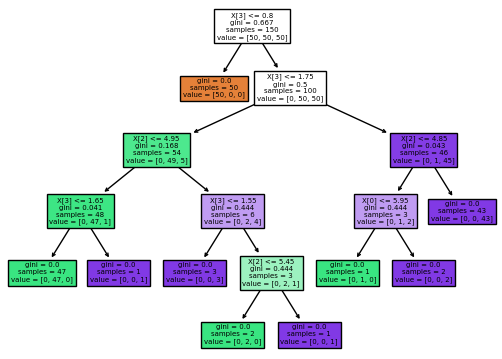 X[3] <= 0.8
gini = 0.667
samples = 150
value = [50, 50, 50]
gini = 0.0
samples = 50
value = [50, 0, 0]
X[3] <= 1.75
gini = 0.5
samples = 100
value = [0, 50, 50]
X[2] <= 4.95
gini = 0.168
samples = 54
value = [0, 49, 5]
X[2] <= 4.85
gini = 0.043
samples = 46
value = [0, 1, 45]
X[3] <= 1.65
gini = 0.041
samples = 48
value = [0, 47, 1]
X[3] <= 1.55
gini = 0.444
samples = 6
value = [0, 2, 4]
X[0] <= 5.95
gini = 0.444
samples = 3
value = [0, 1, 2]
gini = 0.0
samples = 43
value = [0, 0, 43]
gini = 0.0
samples = 47
value = [0, 47, 0]
gini = 0.0
samples = 1
value = [0, 0, 1]
gini = 0.0
samples = 3
value = [0, 0, 3]
X[2] <= 5.45
gini = 0.444
samples = 3
value = [0, 2, 1]
gini = 0.0
samples = 1
value = [0, 1, 0]
gini = 0.0
samples = 2
value = [0, 0, 2]
gini = 0.0
samples = 2
value = [0, 2, 0]
gini = 0.0
samples = 1
value = [0, 0, 1]